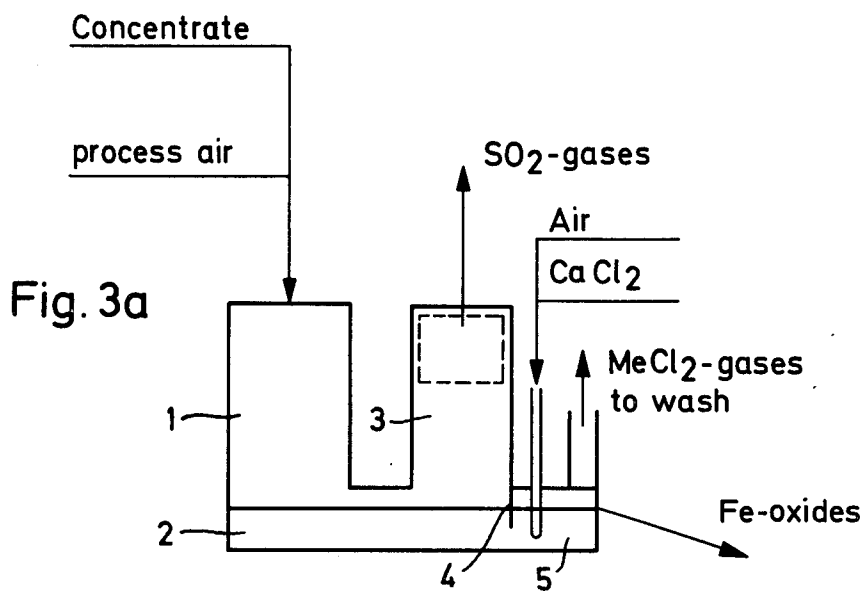 Concentrate
process air
SO2-gases
Air
CaCl2
Fig. 3a
MeCl2-gases
to wash
1
3
2
4
5
Fe-oxides